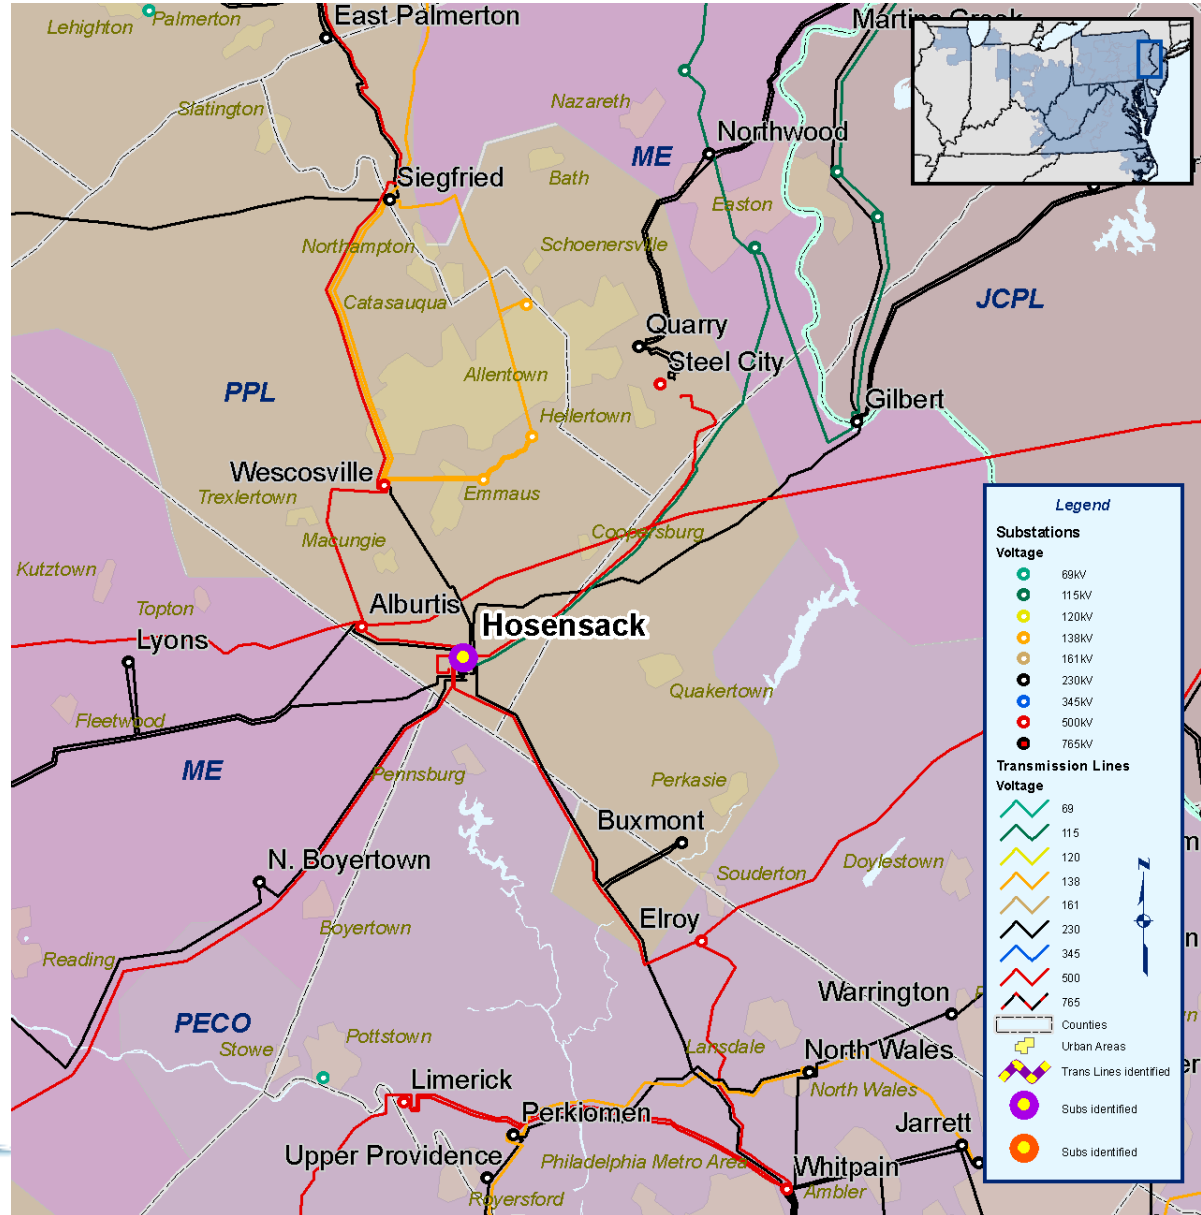 East Palmerton
Palmerton
Lehighton
Slatington
Nazareth
Northwood
ME
Siegfried
Bath
Easton
Northampton
Schoenersville
Catasauqua
JCPL
Quarry
Steel City
Allentown
PPL
Gilbert
Hellertown
Wescosville
Trexlertown
Emmaus
Macungie
Coopersburg
Kutztown
Topton
Alburtis
Hosensack
Lyons
Quakertown
Fleetwood
ME
Pennsburg
Perkasie
Buxmont
N. Boyertown
Souderton
Doylestown
Boyertown
Elroy
Reading
Warrington
PECO
Pottstown
Stowe
Lansdale
North Wales
Limerick
North Wales
Perkiomen
Jarrett
Upper Providence
Philadelphia Metro Area
Whitpain
Royersford
Ambler
Legend
Substations
Voltage
69kV
115kV
120kV
138kV
161kV
230kV
345kV
500kV
765kV
Transmission Lines
Voltage
69
115
120
138
161
230
345
500
765
N
Counties
Urban Areas
Trans Lines identified
Subs identified
Subs identified